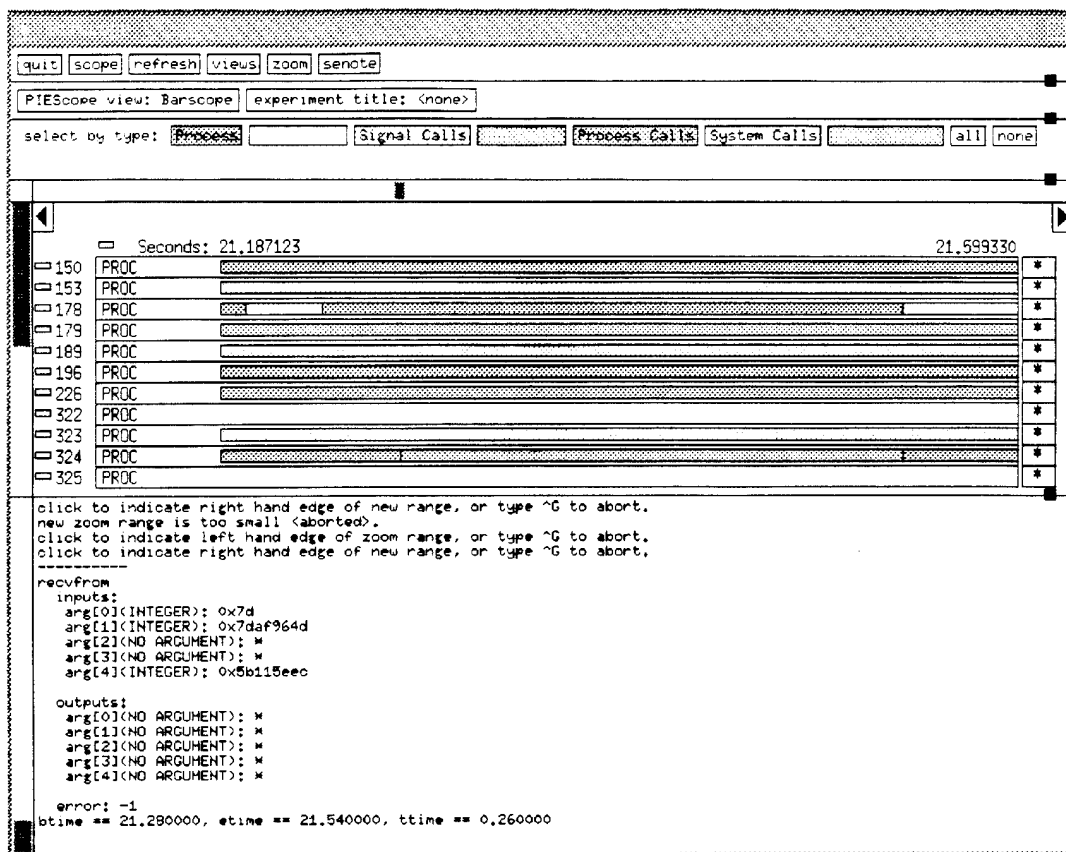 quit scope refresh views zoom senote
PIEScope view: Barscope experiment title: <none>
select by type: Process Signal Calls Process Calls System Calls all none
Seconds: 21.187123 21.599330
150 PROC *
153 PROC *
178 PROC *
179 PROC *
189 PROC *
196 PROC *
226 PROC *
322 PROC *
323 PROC *
324 PROC *
325 PROC *
click to indicate right hand edge of new range, or type ^G to abort.
new zoom range is too small <aborted>.
click to indicate left hand edge of zoom range, or type ^G to abort.
click to indicate right hand edge of new range, or type ^G to abort.
----------
recvfrom
inputs:
arg[0](INTEGER): 0x7d
arg[1](INTEGER): 0x7daf964d
arg[2](NO ARGUMENT): *
arg[3](NO ARGUMENT): *
arg[4](INTEGER): 0x5b115eec
outputs:
arg[0](NO ARGUMENT): *
arg[1](NO ARGUMENT): *
arg[2](NO ARGUMENT): *
arg[3](NO ARGUMENT): *
arg[4](NO ARGUMENT): *
error: -1
btime == 21.280000, etime == 21.540000, ttime == 0.260000